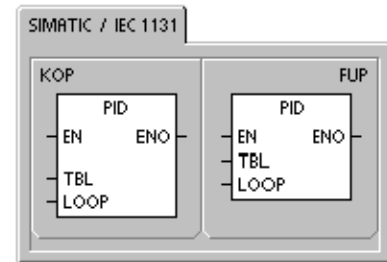 SIMATIC / IEC 1131
KOP
PID
EN ENO
TBL
LOOP
FUP
PID
EN ENO
TBL
LOOP